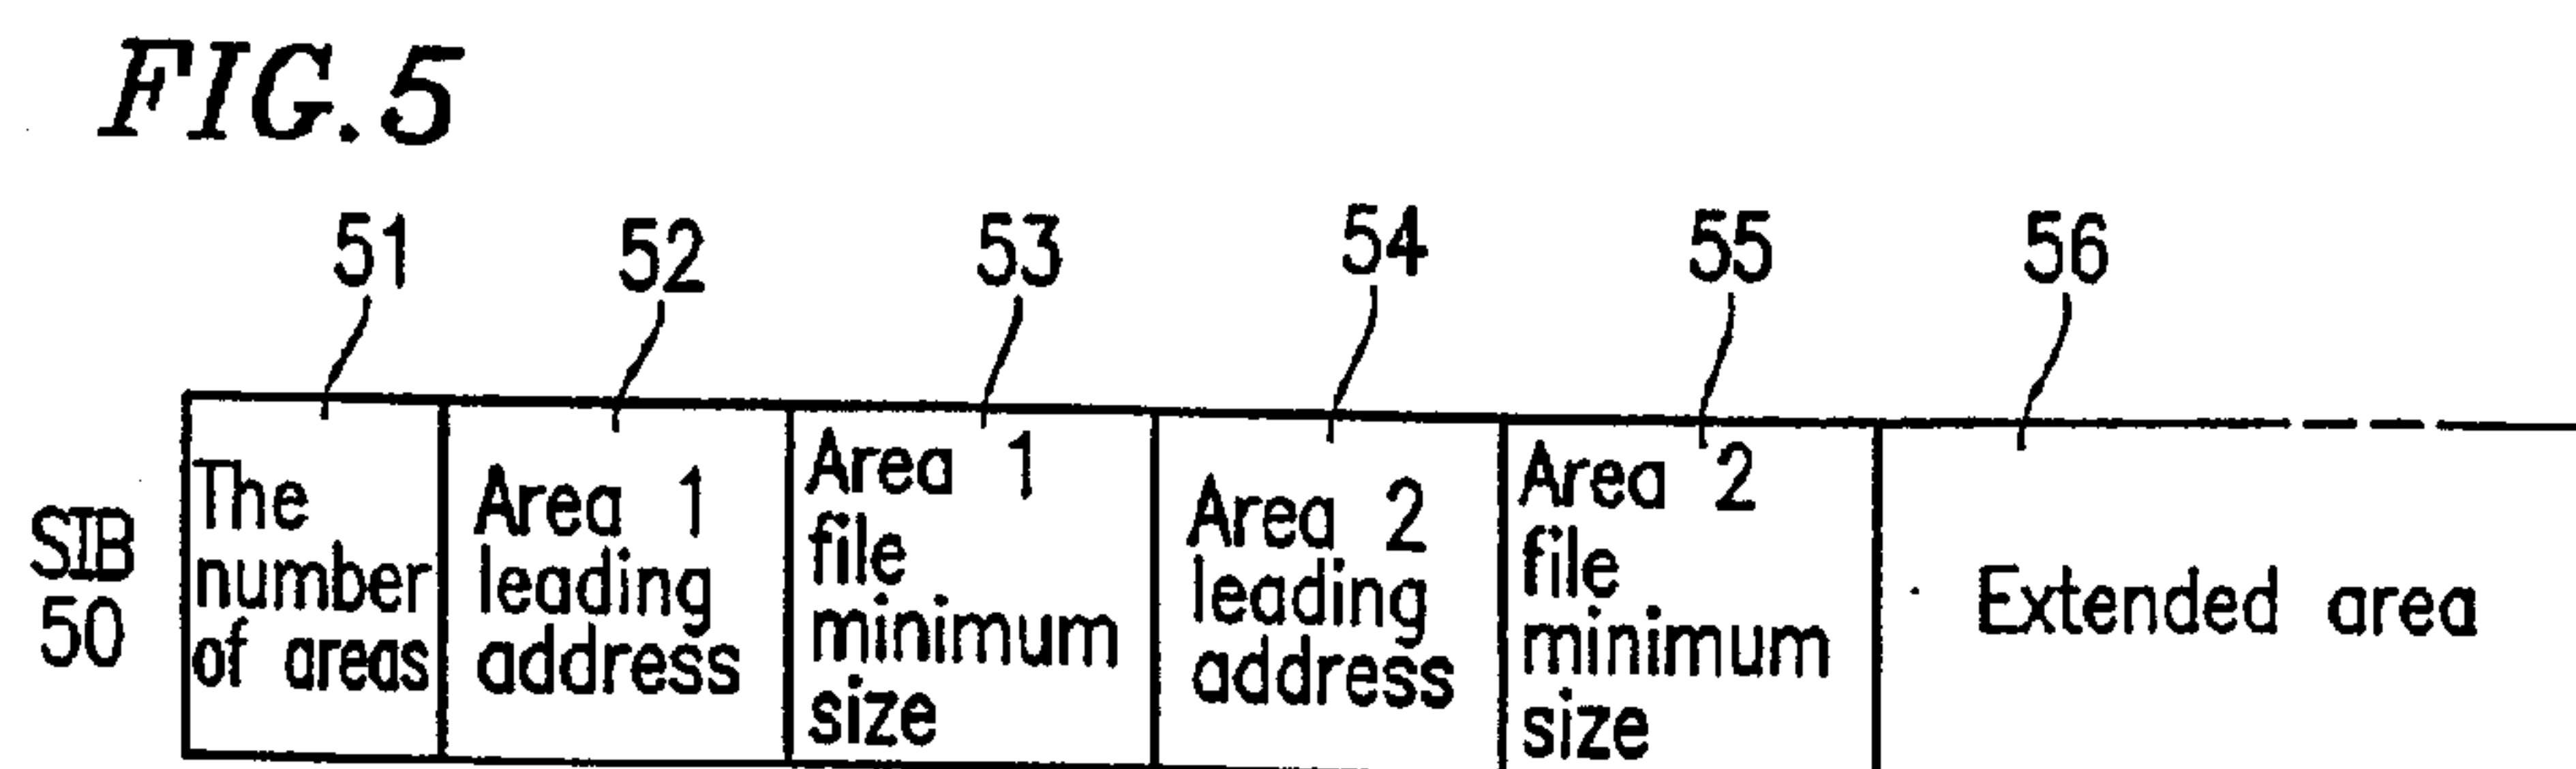 FIG.5
51 52 53 54 55 56
SIB
50
The
number
of areas
Area 1
leading
address
Area 1
file
minimum
size
Area 2
leading
address
Area 2
file
minimum
size
Extended area